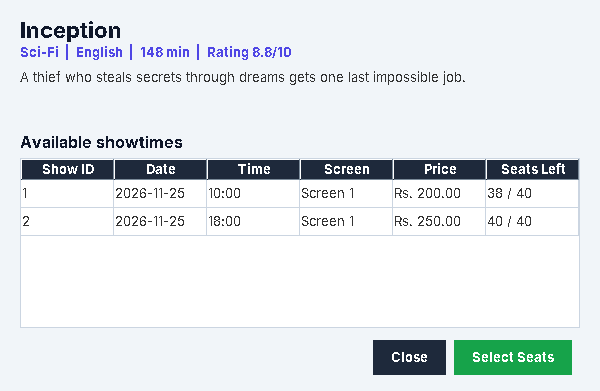 Inception
Sci-Fi | English | 148 min | Rating 8.8/10
A thief who steals secrets through dreams gets one last impossible job.
Available showtimes
Show ID Date Time Screen Price Seats Left
1 2026-11-25 10:00 Screen 1 Rs. 200.00 38 / 40
2 2026-11-25 18:00 Screen 1 Rs. 250.00 40 / 40
Close Select Seats